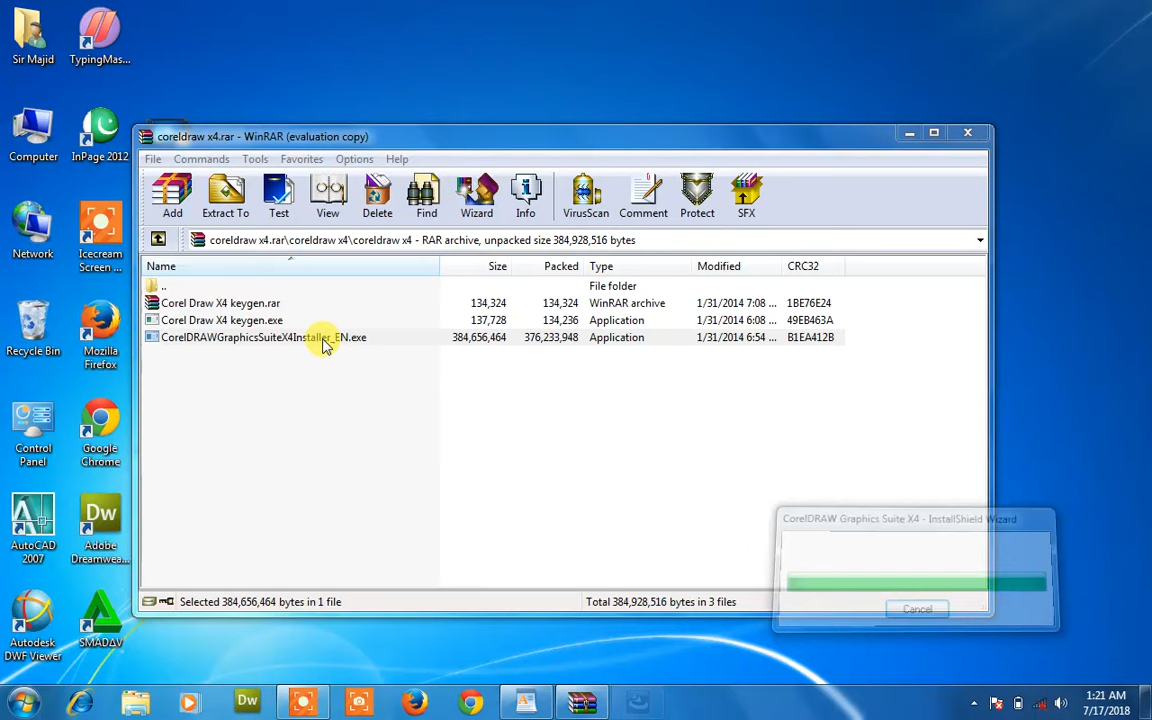 Sir Majid
TypingMas...
Computer
InPage 2012
Network
Icecream
Screen ...
Recycle Bin
Mozilla
Firefox
Control
Panel
Google
Chrome
AutoCAD
2007
Dw
Adobe
Dreamwea...
Autodesk
DWF Viewer
SMADΔV
coreldraw x4.rar - WinRAR (evaluation copy)
File Commands Tools Favorites Options Help
Add Extract To Test View Delete Find Wizard Info VirusScan Comment Protect SFX
coreldraw x4.rar\coreldraw x4\coreldraw x4 - RAR archive, unpacked size 384,928,516 bytes
Name Size Packed Type Modified CRC32
.. File folder
Corel Draw X4 keygen.rar 134,324 134,324 WinRAR archive 1/31/2014 7:08 ... 1BE76E24
Corel Draw X4 keygen.exe 137,728 134,236 Application 1/31/2014 6:08 ... 49EB463A
CorelDRAWGraphicsSuiteX4Installer_EN.exe 384,656,464 376,233,948 Application 1/31/2014 6:54 ... B1EA412B
CorelDRAW Graphics Suite X4 - InstallShield Wizard
Cancel
Selected 384,656,464 bytes in 1 file
Total 384,928,516 bytes in 3 files
Dw
1:21 AM
7/17/2018